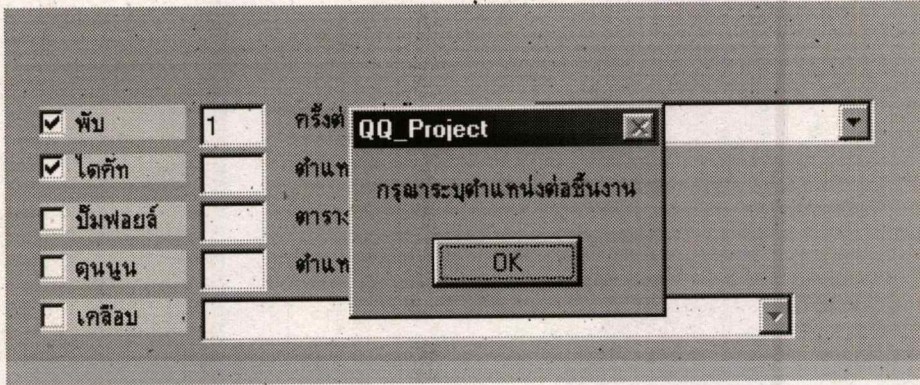 พับ 1 ครั้งต่
QQ_Project
ไดคัท ตำแห
กรุณาระบุตำแหน่งต่อชิ้นงาน
ปั๊มฟอยล์ ตาราง
ดุนนูน ตำแห
OK
เคลือบ